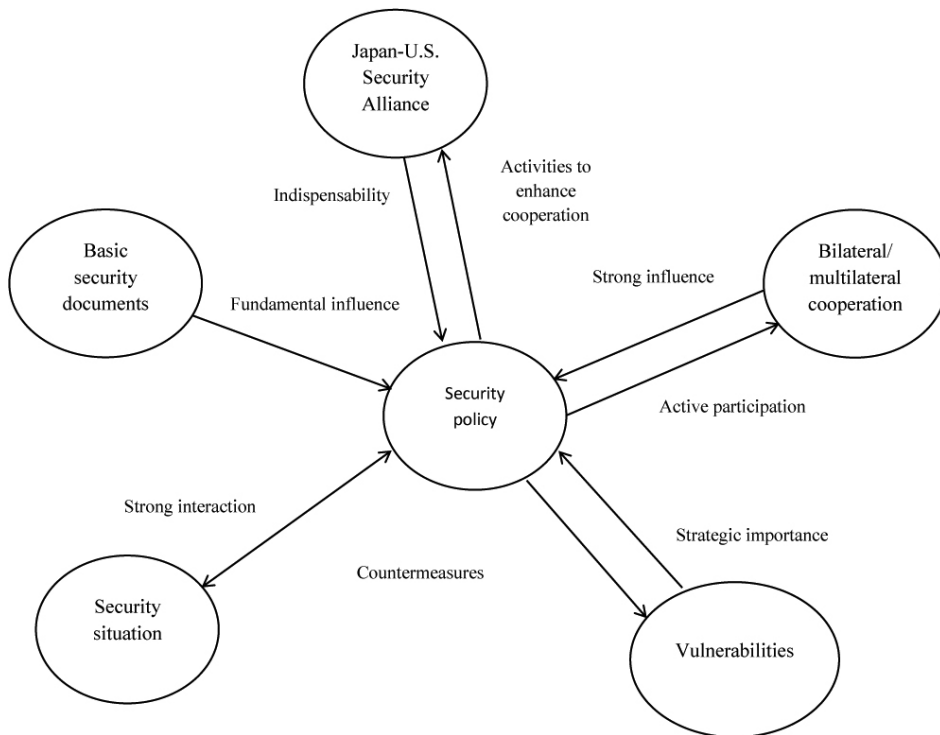 Japan-U.S.
Security
Alliance
Activities to
enhance
cooperation
Indispensability
Basic
security
documents
Bilateral/
multilateral
cooperation
Strong influence
Fundamental influence
Security
policy
Active participation
Strong interaction
Strategic importance
Countermeasures
Security
situation
Vulnerabilities